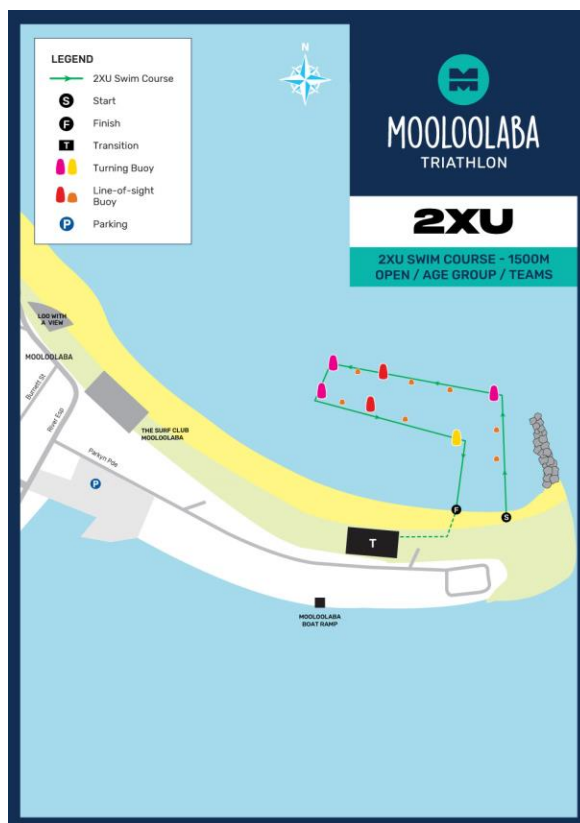 LEGEND
2XU Swim Course
S
Start
F
Finish
T
Transition
Turning Buoy
Line-of-sight
Buoy
P
Parking
N
MOOLOOLABA
TRIATHLON
2XU
2XU SWIM COURSE - 1500M
OPEN / AGE GROUP / TEAMS
LOO WITH
A VIEW
MOOLOOLABA
Burnett St
River Esp
THE SURF CLUB
MOOLOOLABA
Parkyn Pde
P
F
S
T
MOOLOOLABA
BOAT RAMP